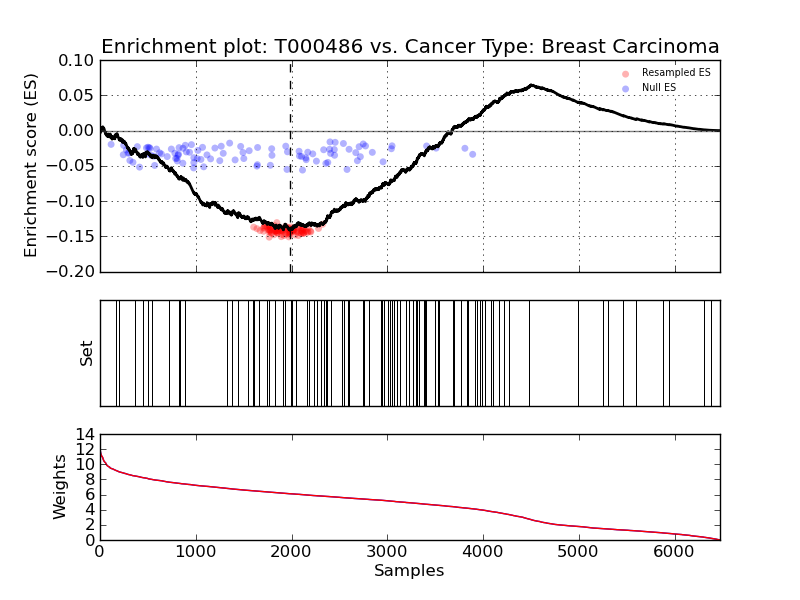 Enrichment plot: T000486 vs. Cancer Type: Breast Carcinoma
0.10
0.05
0.00
−0.05
−0.10
−0.15
−0.20
Enrichment score (ES)
Resampled ES
Null ES
Set
14
12
10
8
6
4
2
0
Weights
0 1000 2000 3000 4000 5000 6000
Samples